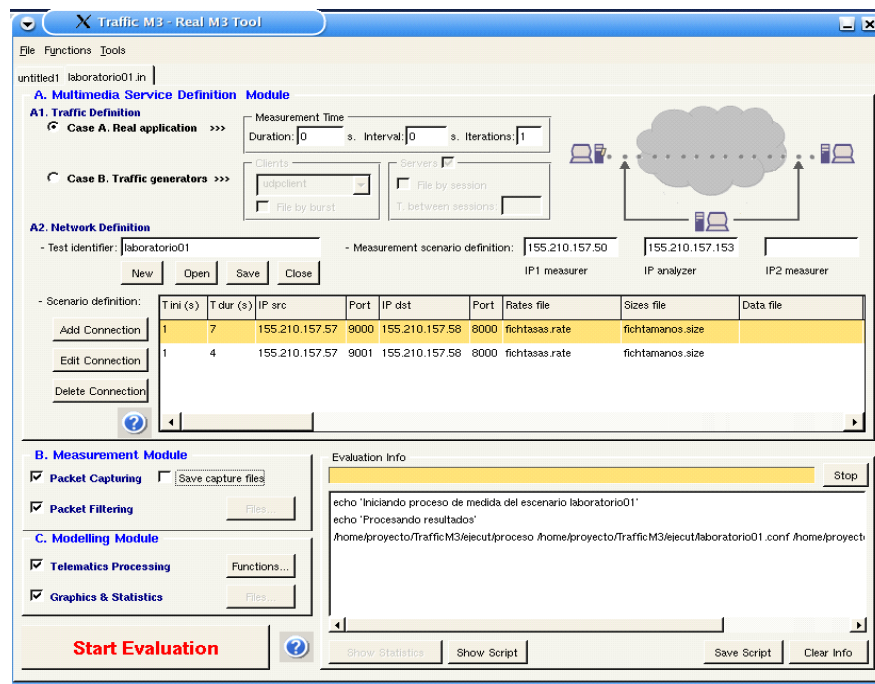 Traffic M3 - Real M3 Tool
File Functions Tools
untitled1 laboratorio01.in
A. Multimedia Service Definition Module
A1. Traffic Definition
Case A. Real application >>>
Measurement Time
Duration: 0 s. Interval: 0 s. Iterations: 1
Case B. Traffic generators >>>
Clients
udpclient
File by burst
Servers
File by session
T. between sessions:
A2. Network Definition
- Test identifier: laboratorio01
- Measurement scenario definition: 155.210.157.50 155.210.157.153
New Open Save Close
IP1 measurer IP analyzer IP2 measurer
- Scenario definition:
T ini (s) T dur (s) IP src Port IP dst Port Rates file Sizes file Data file
1 7 155.210.157.57 9000 155.210.157.58 8000 fichtasas.rate fichtamanos.size
1 4 155.210.157.57 9001 155.210.157.58 8000 fichtasas.rate fichtamanos.size
Add Connection
Edit Connection
Delete Connection
?
B. Measurement Module
Packet Capturing Save capture files
Packet Filtering Files...
C. Modelling Module
Telematics Processing Functions...
Graphics & Statistics Files...
Start Evaluation ?
Evaluation Info
Stop
echo 'Iniciando proceso de medida del escenario laboratorio01'
echo 'Procesando resultados'
/home/proyecto/TrafficM3/ejecut/proceso /home/proyecto/TrafficM3/ejecut/laboratorio01.conf /home/proyect
Show Statistics Show Script Save Script Clear Info